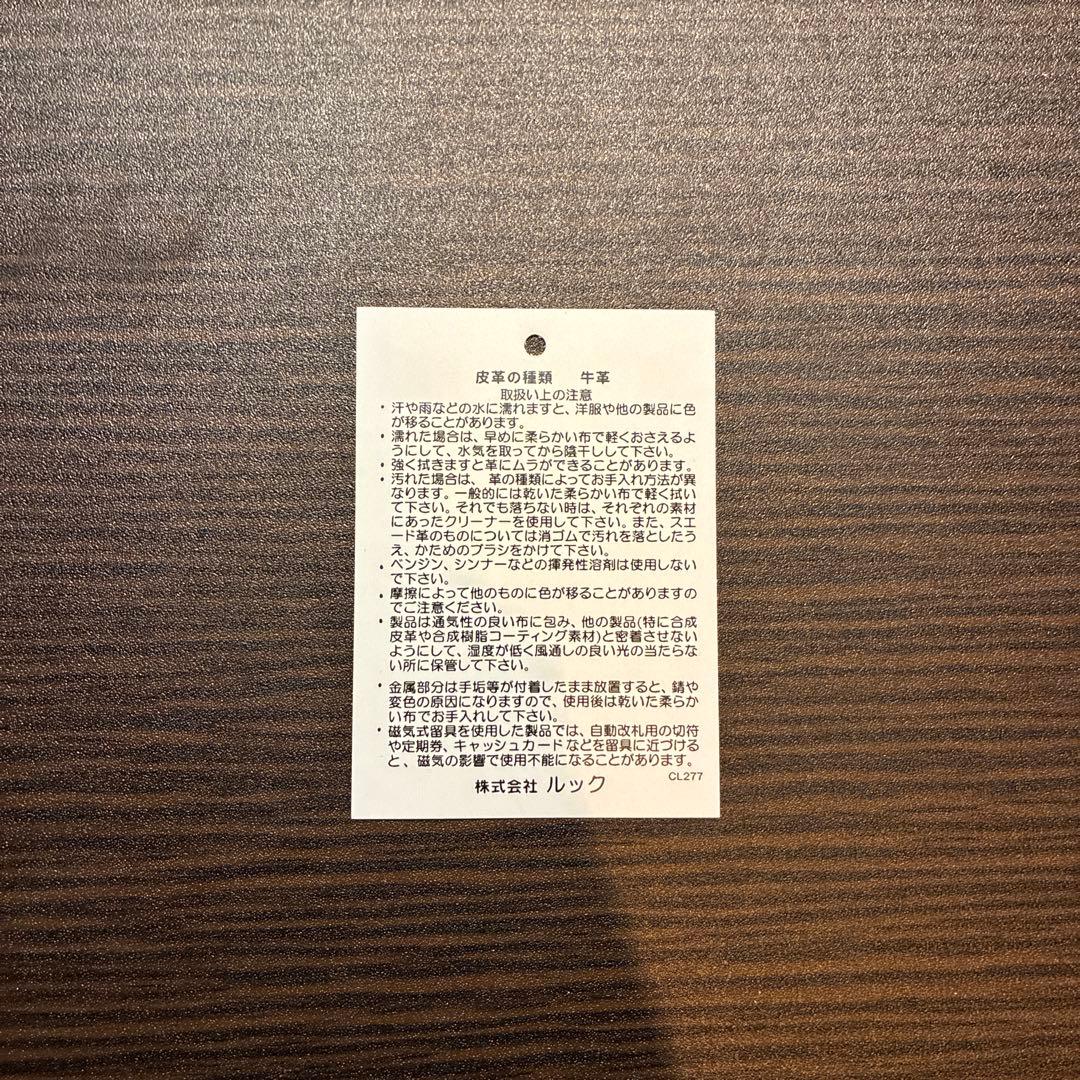 皮革の種類　牛革
取扱い上の注意
・汗や雨などの水に濡れますと、洋服や他の製品に色
が移ることがあります。
・濡れた場合は、早めに柔らかい布で軽くおさえるよ
うにして、水気を取ってから陰干しして下さい。
・強く拭きますと革にムラができることがあります。
・汚れた場合は、革の種類によってお手入れ方法が異
なります。一般的には乾いた柔らかい布で軽く拭い
て下さい。それでも落ちない時は、それぞれの素材
にあったクリーナーを使用して下さい。また、スエ
ード革のものについては消ゴムで汚れを落としたう
え、かためのブラシをかけて下さい。
・ベンジン、シンナーなどの揮発性溶剤は使用しない
で下さい。
・摩擦によって他のものに色が移ることがありますの
でご注意ください。
・製品は通気性の良い布に包み、他の製品(特に合成
皮革や合成樹脂コーティング素材)と密着させない
ようにして、湿度が低く風通しの良い光の当たらな
い所に保管して下さい。
・金属部分は手垢等が付着したまま放置すると、錆や
変色の原因になりますので、使用後は乾いた柔らか
い布でお手入れして下さい。
・磁気式留具を使用した製品では、自動改札用の切符
や定期券、キャッシュカードなどを留具に近づける
と、磁気の影響で使用不能になることがあります。
株式会社 ルック
CL277